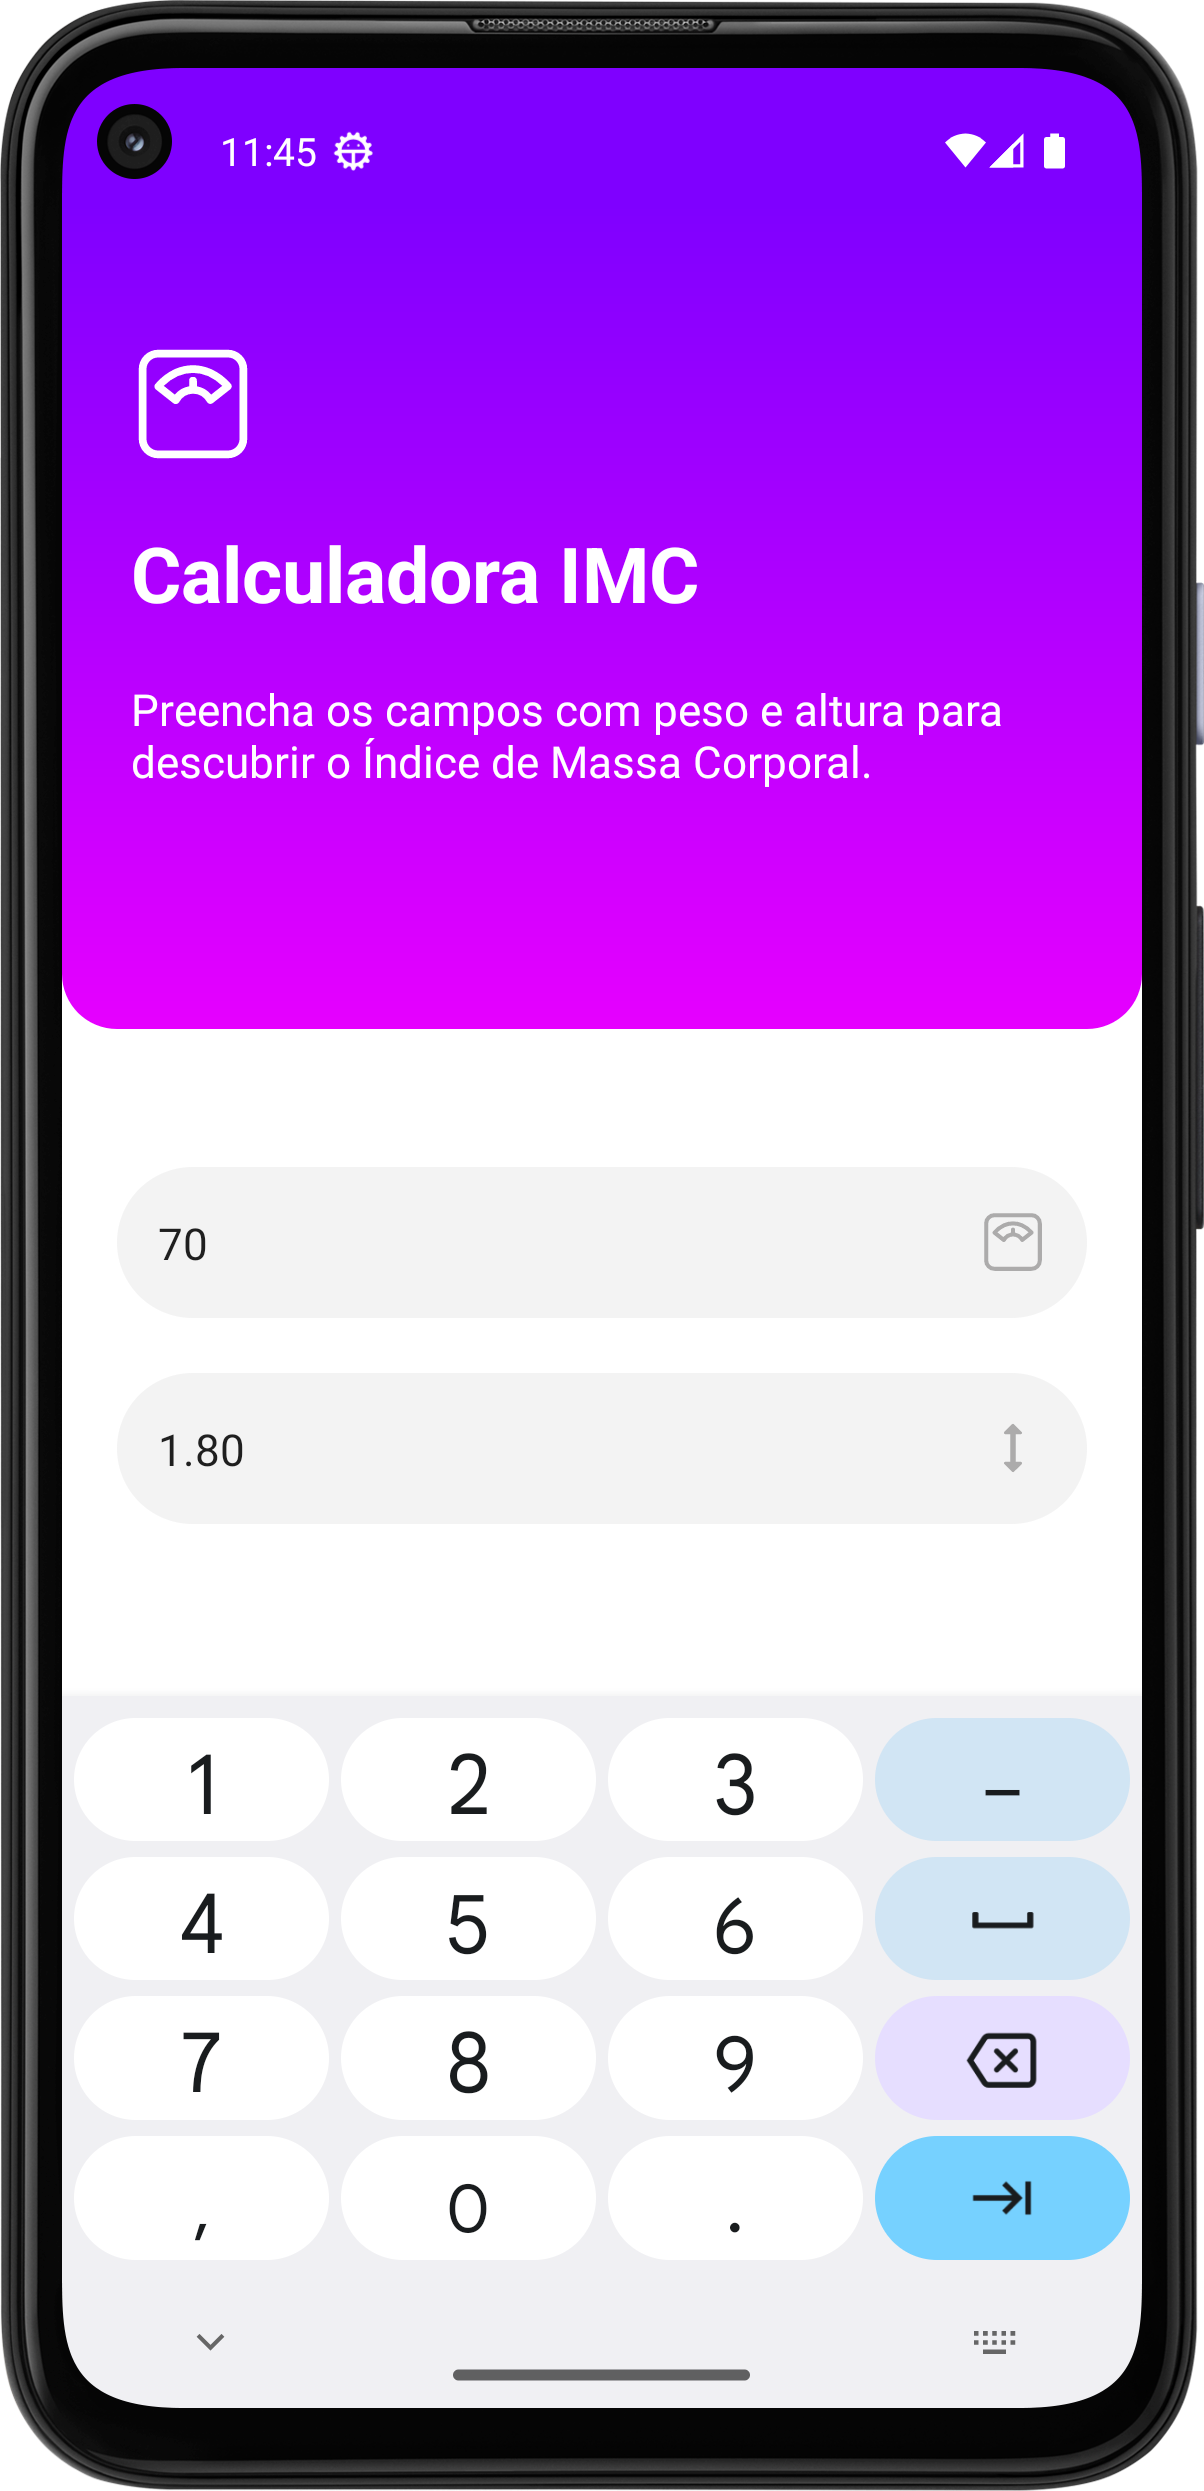 11:45
Calculadora IMC
Preencha os campos com peso e altura para
descubrir o Índice de Massa Corporal.
70
1.80
1 2 3 –
4 5 6
7 8 9
, 0 .